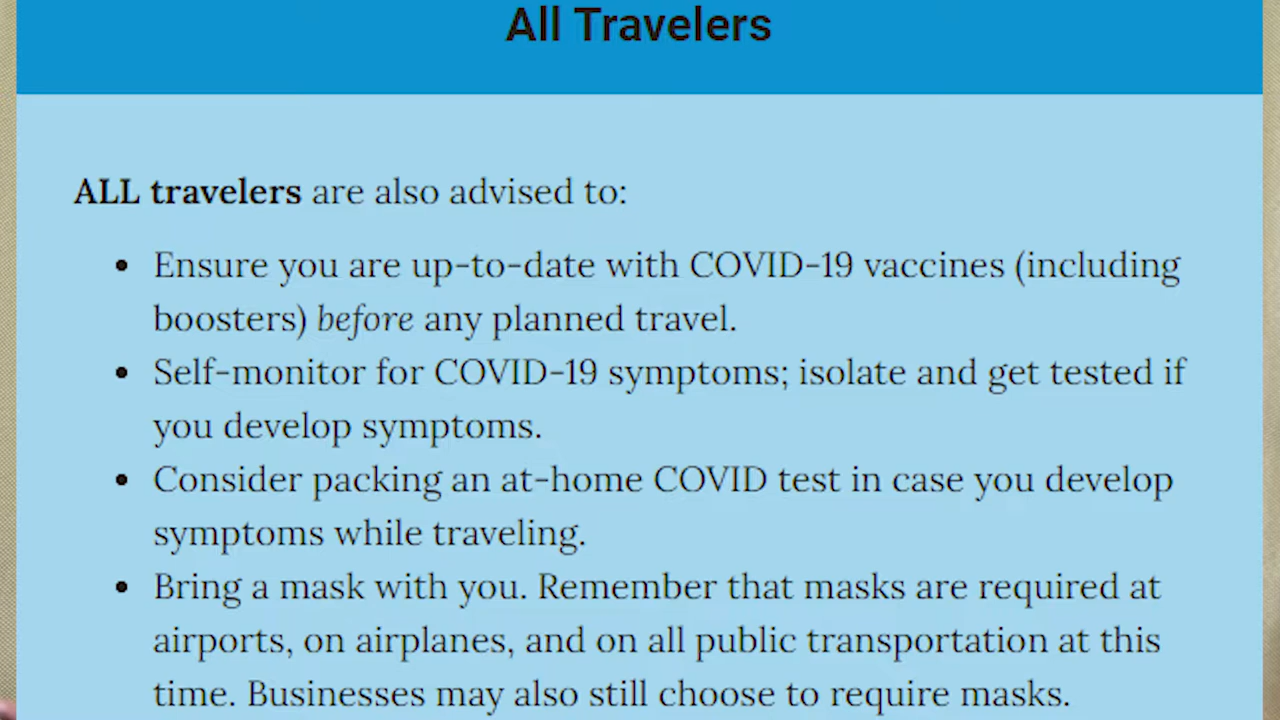 All Travelers
ALL travelers are also advised to:
• Ensure you are up-to-date with COVID-19 vaccines (including
boosters) before any planned travel.
• Self-monitor for COVID-19 symptoms; isolate and get tested if
you develop symptoms.
• Consider packing an at-home COVID test in case you develop
symptoms while traveling.
• Bring a mask with you. Remember that masks are required at
airports, on airplanes, and on all public transportation at this
time. Businesses may also still choose to require masks.